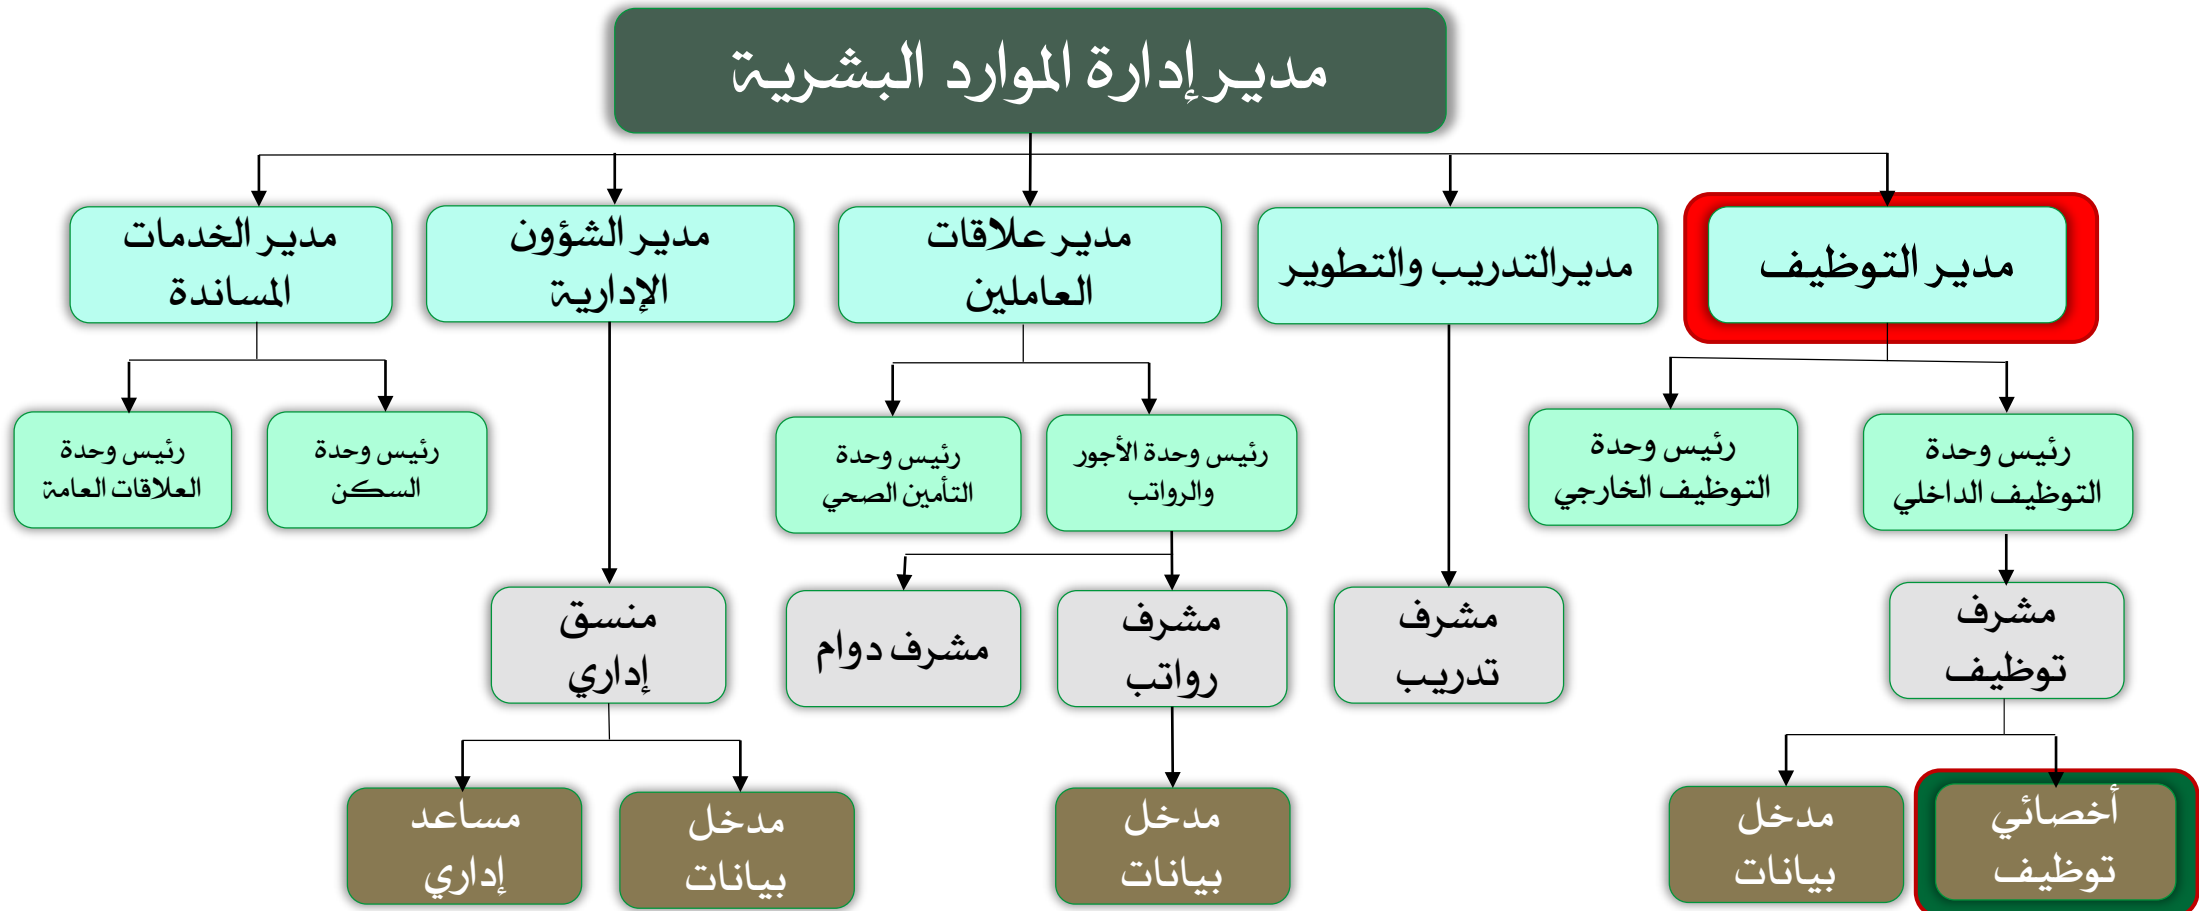 مدير إدارة الموارد البشرية
مدير التوظيف
مديرالتدريب والتطوير
مدير علاقات
العاملين
مدير الشؤون
الإدارية
مدير الخدمات
المساندة
رئيس وحدة
التوظيف الداخلي
رئيس وحدة
التوظيف الخارجي
رئيس وحدة الأجور
والرواتب
رئيس وحدة
التأمين الصحي
رئيس وحدة
السكن
رئيس وحدة
العلاقات العامة
مشرف
توظيف
مشرف
تدريب
مشرف
رواتب
مشرف دوام
منسق
إداري
أخصائي
توظيف
مدخل
بيانات
مدخل
بيانات
مدخل
بيانات
مساعد
إداري